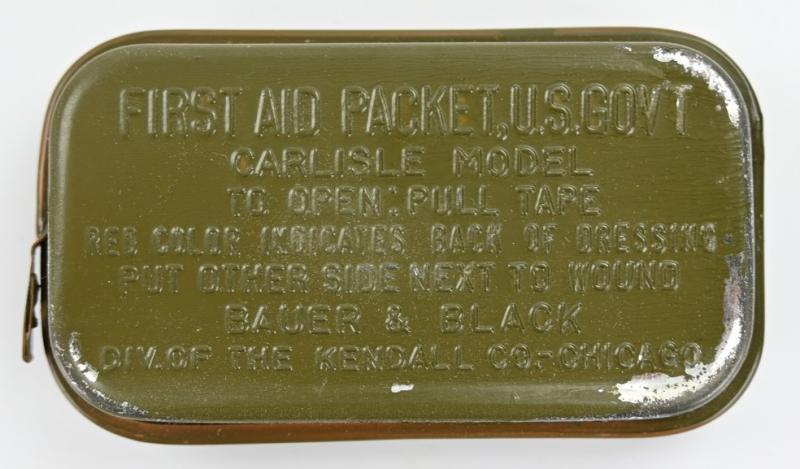 FIRST AID PACKET, U.S. GOV'T
CARLISLE MODEL
TO OPEN: PULL TAPE
RED COLOR INDICATES BACK OF DRESSING
PUT OTHER SIDE NEXT TO WOUND
BAUER & BLACK
DIV. OF THE KENDALL CO.-CHICAGO